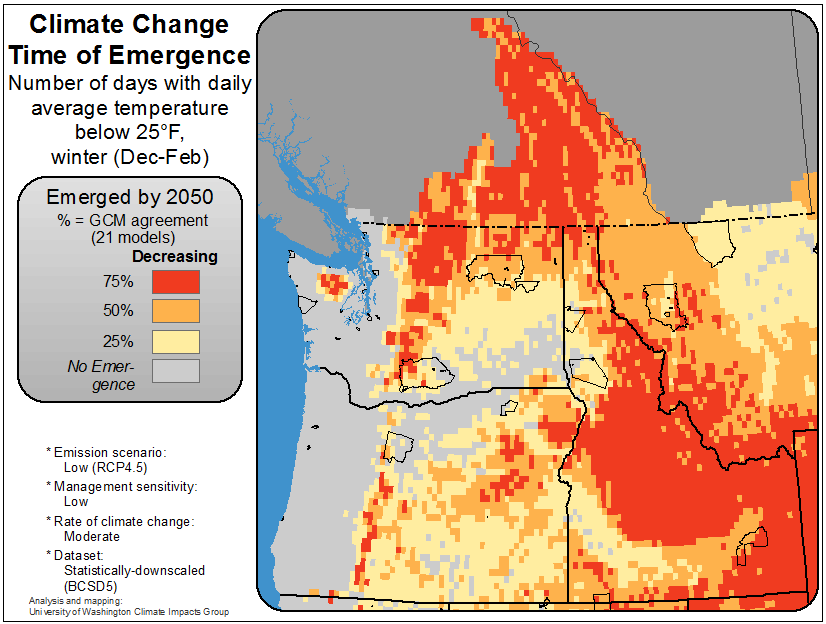 Climate Change
Time of Emergence
Number of days with daily
average temperature
below 25°F,
winter (Dec-Feb)
Emerged by 2050
% = GCM agreement
(21 models)
Decreasing
75%
50%
25%
No Emer-
gence
* Emission scenario:
Low (RCP4.5)
* Management sensitivity:
Low
* Rate of climate change:
Moderate
* Dataset:
Statistically-downscaled
(BCSD5)
Analysis and mapping:
University of Washington Climate Impacts Group